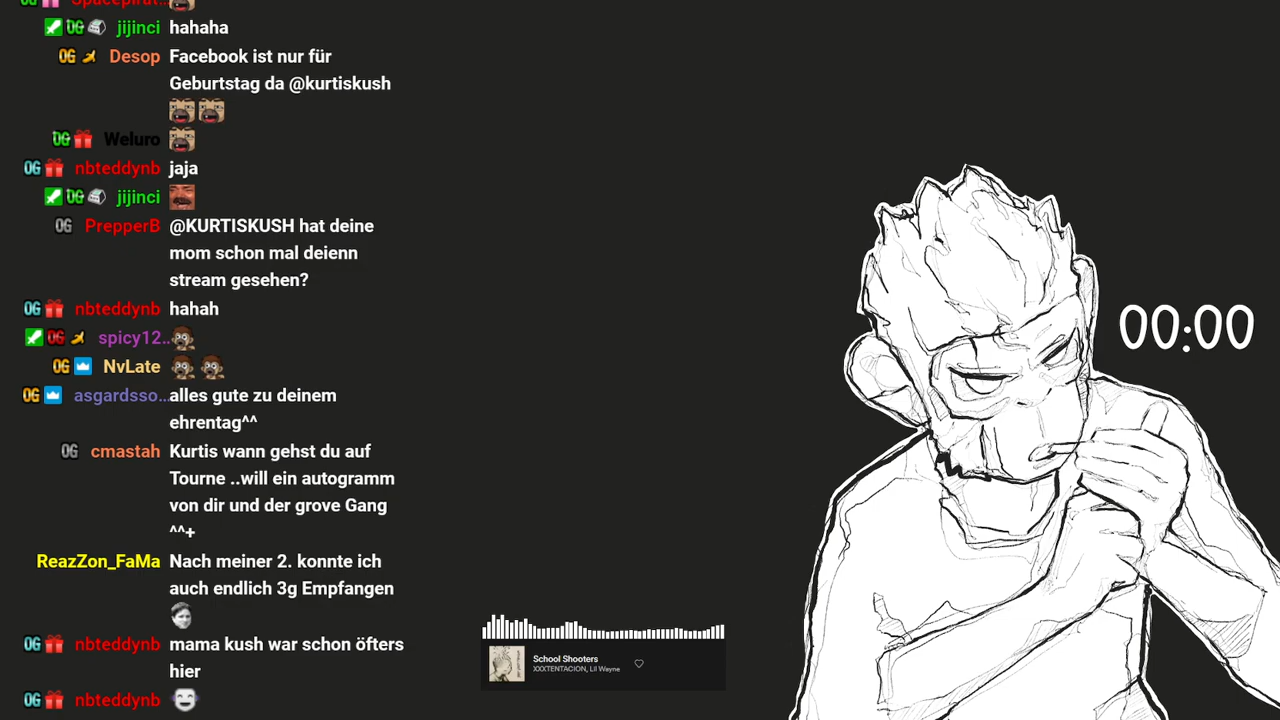 Spacepirat...
jijinci hahaha
Desop Facebook ist nur für
Geburtstag da @kurtiskush
Weluro
nbteddynb jaja
jijinci
PrepperB @KURTISKUSH hat deine
mom schon mal deienn
stream gesehen?
nbteddynb hahah
spicy12..
NvLate
asgardsso... alles gute zu deinem
ehrentag^^
cmastah Kurtis wann gehst du auf
Tourne ..will ein autogramm
von dir und der grove Gang
^^+
ReazZon_FaMa Nach meiner 2. konnte ich
auch endlich 3g Empfangen
nbteddynb mama kush war schon öfters
hier
nbteddynb
00:00
School Shooters
XXXTENTACION, Lil Wayne